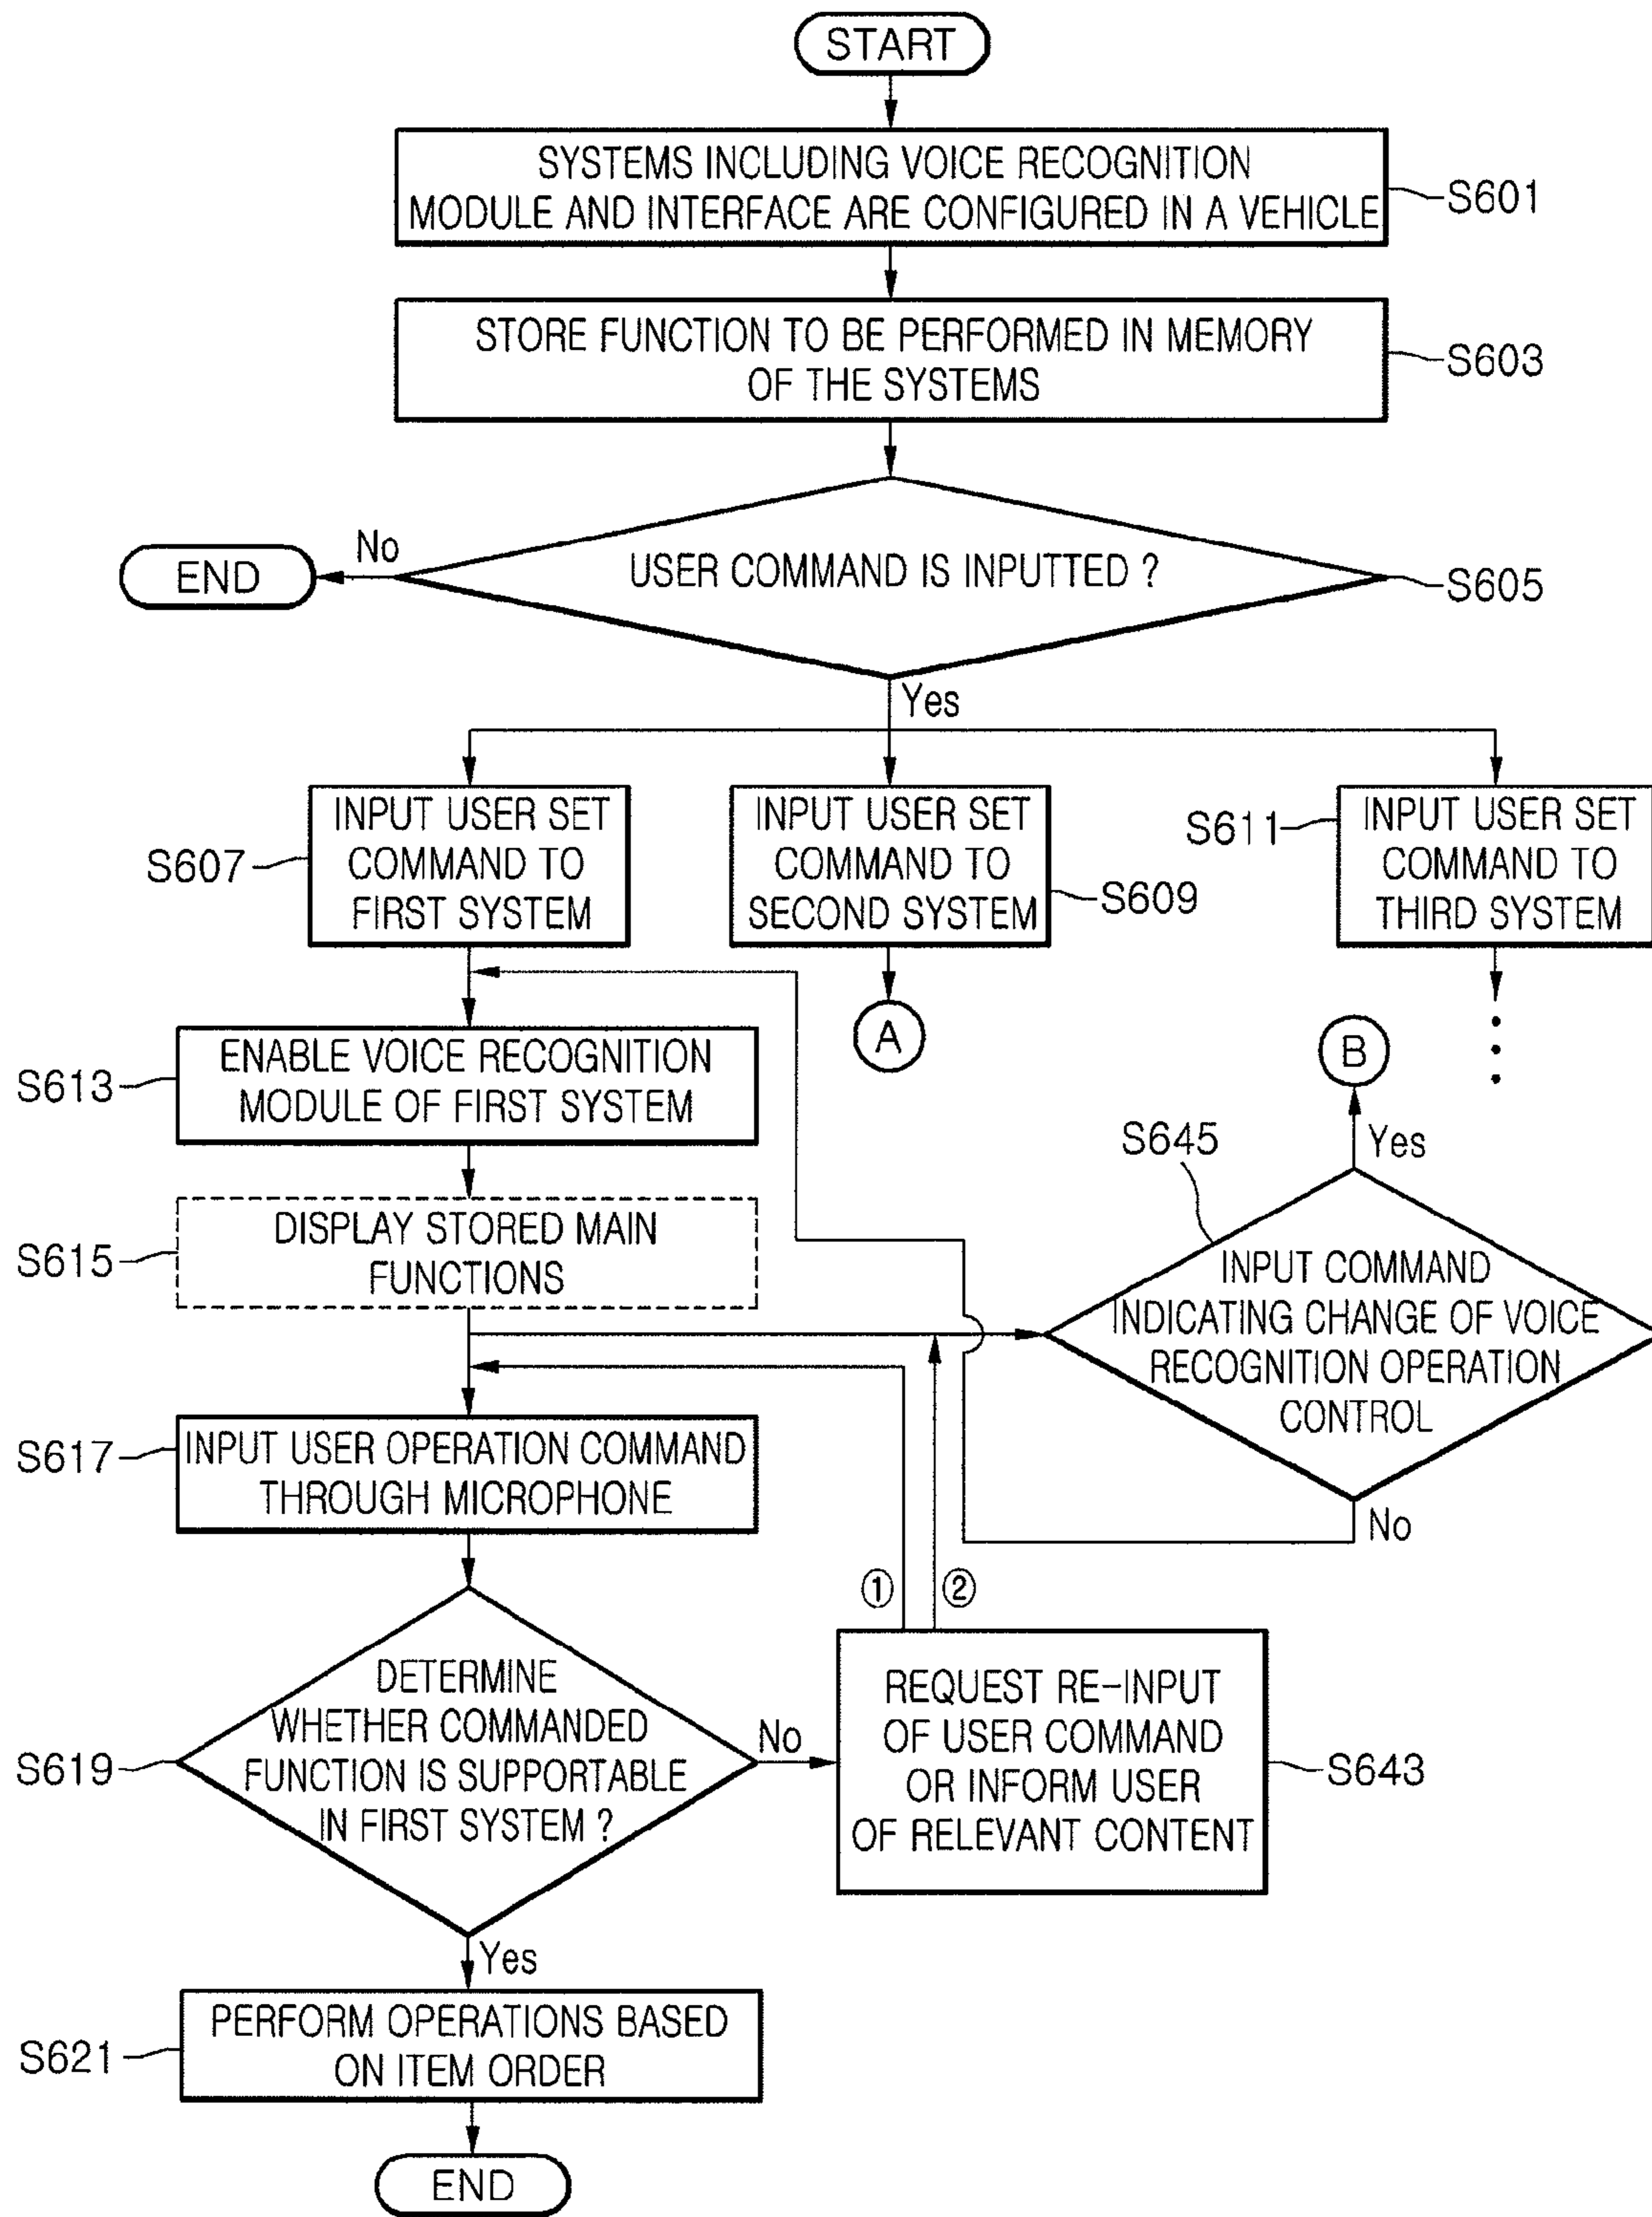 START
SYSTEMS INCLUDING VOICE RECOGNITION
MODULE AND INTERFACE ARE CONFIGURED IN A VEHICLE
S601
STORE FUNCTION TO BE PERFORMED IN MEMORY
OF THE SYSTEMS
S603
USER COMMAND IS INPUTTED ?
S605
No
END
Yes
INPUT USER SET
COMMAND TO
FIRST SYSTEM
S607
INPUT USER SET
COMMAND TO
SECOND SYSTEM
S609
INPUT USER SET
COMMAND TO
THIRD SYSTEM
S611
A
B
ENABLE VOICE RECOGNITION
MODULE OF FIRST SYSTEM
S613
DISPLAY STORED MAIN
FUNCTIONS
S615
S645
Yes
INPUT COMMAND
INDICATING CHANGE OF VOICE
RECOGNITION OPERATION
CONTROL
No
INPUT USER OPERATION COMMAND
THROUGH MICROPHONE
S617
①
②
DETERMINE
WHETHER COMMANDED
FUNCTION IS SUPPORTABLE
IN FIRST SYSTEM ?
S619
No
REQUEST RE-INPUT
OF USER COMMAND
OR INFORM USER
OF RELEVANT CONTENT
S643
Yes
PERFORM OPERATIONS BASED
ON ITEM ORDER
S621
END